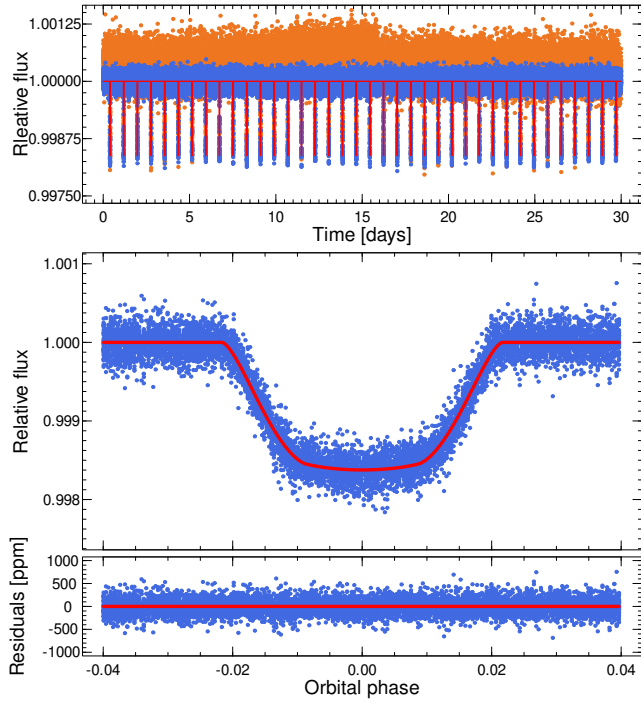 1.00125
1.00000
0.99875
0.99750
Rleative flux
0 5 10 15 20 25 30
Time [days]
1.001
1.000
0.999
0.998
Relative flux
1000
500
0
-500
-1000
Residuals [ppm]
-0.04 -0.02 0.00 0.02 0.04
Orbital phase